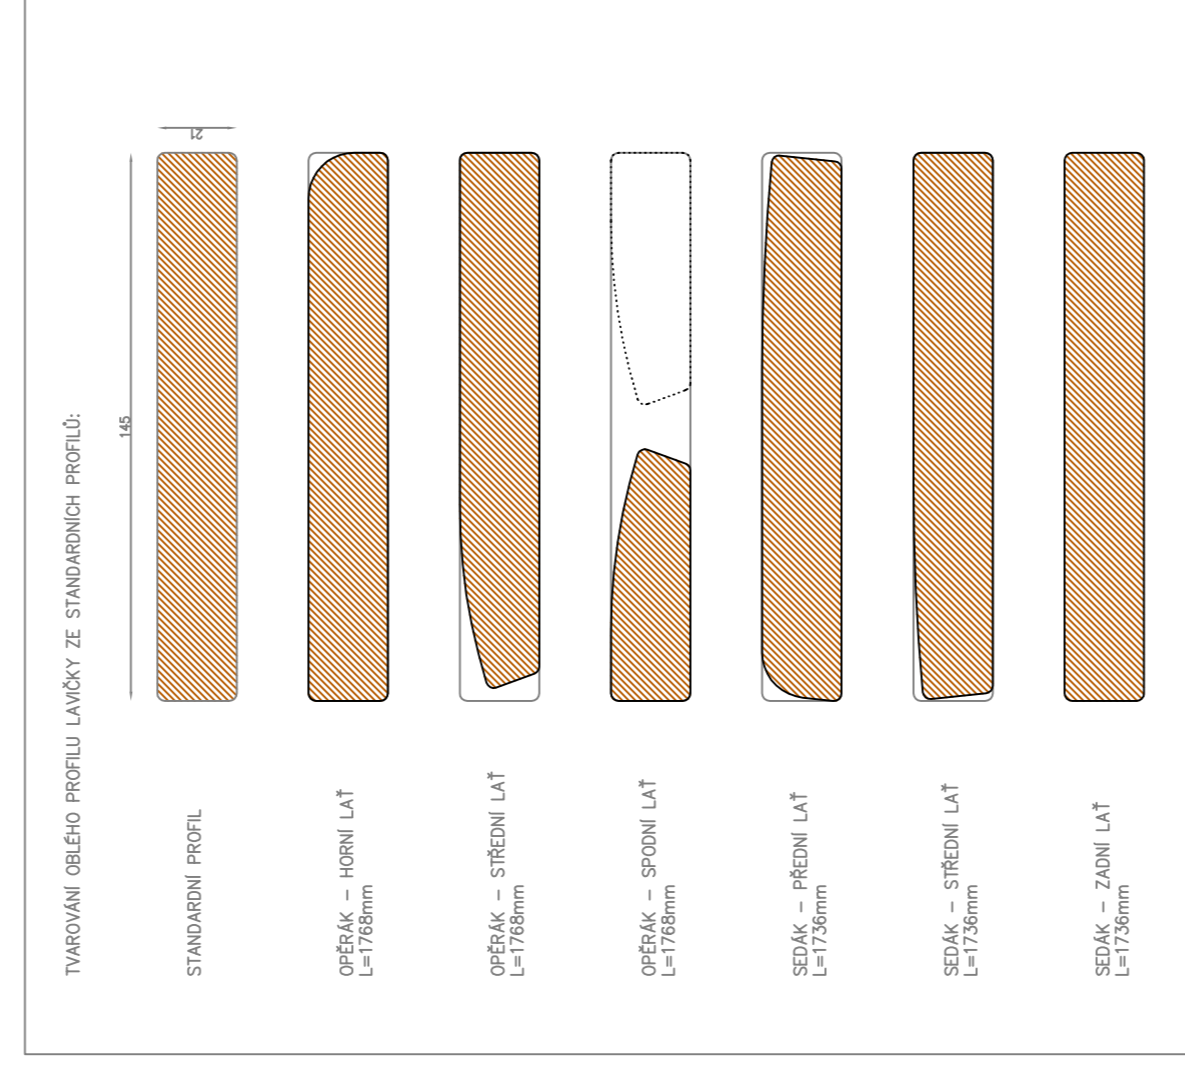 TVAROVÁNÍ OBLÉHO PROFILU LAVIČKY ZE STANDARDNÍCH PROFILŮ:
145
21
STANDARDNÍ PROFIL
OPĚRÁK – HORNÍ LAŤ
L=1768mm
OPĚRÁK – STŘEDNÍ LAŤ
L=1768mm
OPĚRÁK – SPODNÍ LAŤ
L=1768mm
SEDÁK – PŘEDNÍ LAŤ
L=1736mm
SEDÁK – STŘEDNÍ LAŤ
L=1736mm
SEDÁK – ZADNÍ LAŤ
L=1736mm